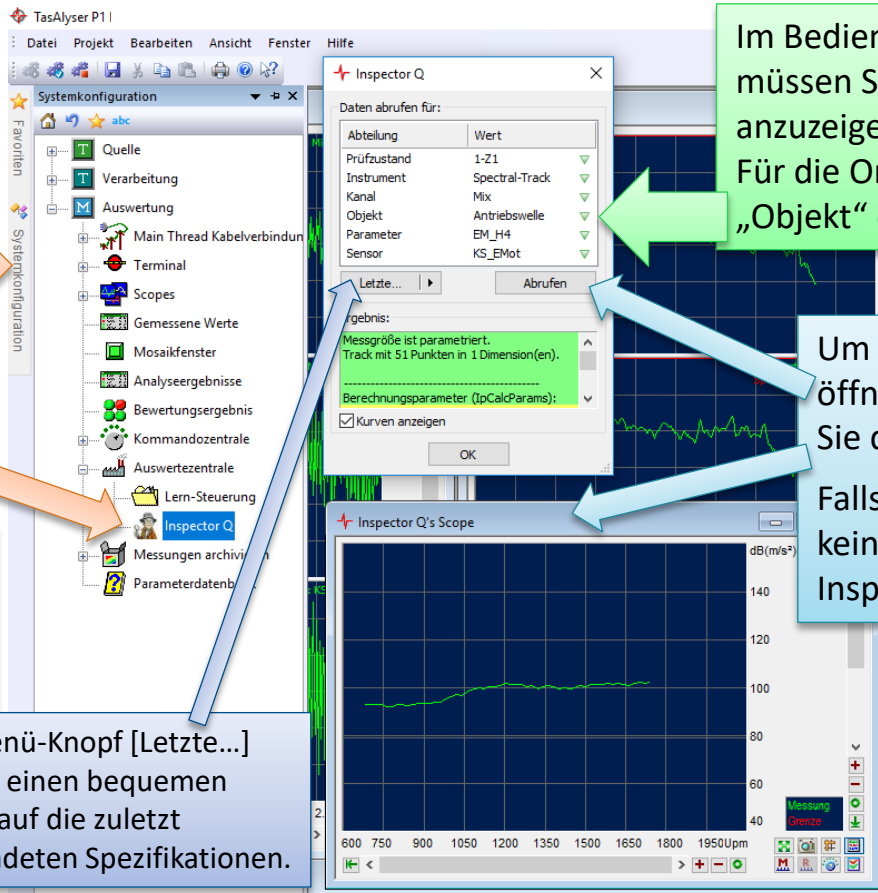 TasAlyser P1
Datei Projekt Bearbeiten Ansicht Fenster Hilfe
Systemkonfiguration
abc
Favoriten
Systemkonfiguration
T Quelle
T Verarbeitung
M Auswertung
Main Thread Kabelverbindun
Terminal
Scopes
Gemessene Werte
Mosaikfenster
Analyseergebnisse
Bewertungsergebnis
Kommandozentrale
Auswertezentrale
Lern-Steuerung
Inspector Q
Messungen archivi
Parameterdatenb
Inspector Q
Daten abrufen für:
Abteilung Wert
Prüfzustand 1-Z1
Instrument Spectral-Track
Kanal Mix
Objekt Antriebswelle
Parameter EM_H4
Sensor KS_EMot
Letzte... Abrufen
rgebnis:
Messgröße ist parametriert.
Track mit 51 Punkten in 1 Dimension(en).
-----------------------------------------
Berechnungsparameter (IpCalcParams):
Kurven anzeigen
OK
Im Bedien
müssen S
anzuzeige
Für die O
„Objekt“
Um
öffn
Sie d
Falls
kein
Insp
Inspector Q's Scope
dB(m/s²)
140
120
100
80
60
40
600 750 900 1050 1200 1350 1500 1650 1800 1950Upm
Messung
Grenze
M R
enü-Knopf [Letzte…]
einen bequemen
auf die zuletzt
ndeten Spezifikationen.
2.